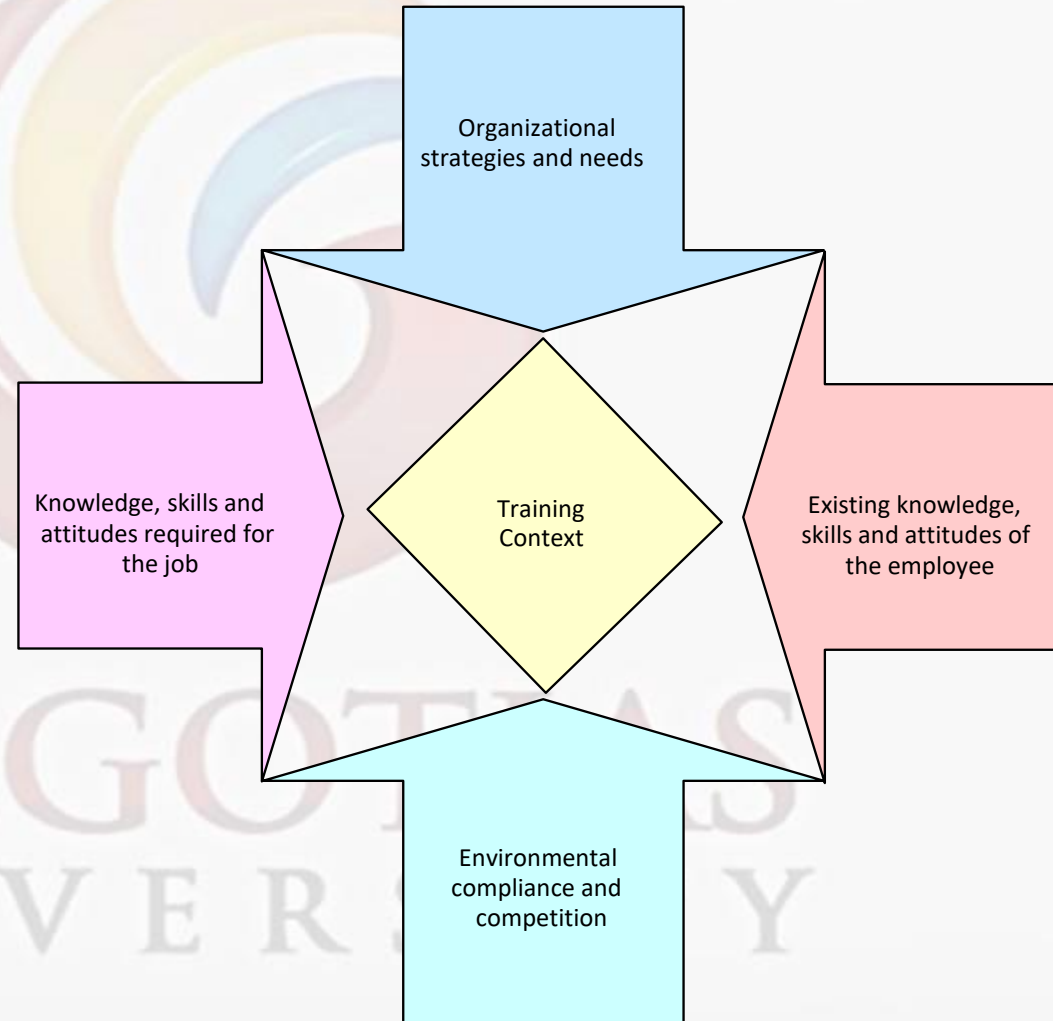 Organizational
strategies and needs
Knowledge, skills and
attitudes required for
the job
Training
Context
Existing knowledge,
skills and attitudes of
the employee
Environmental
compliance and
competition